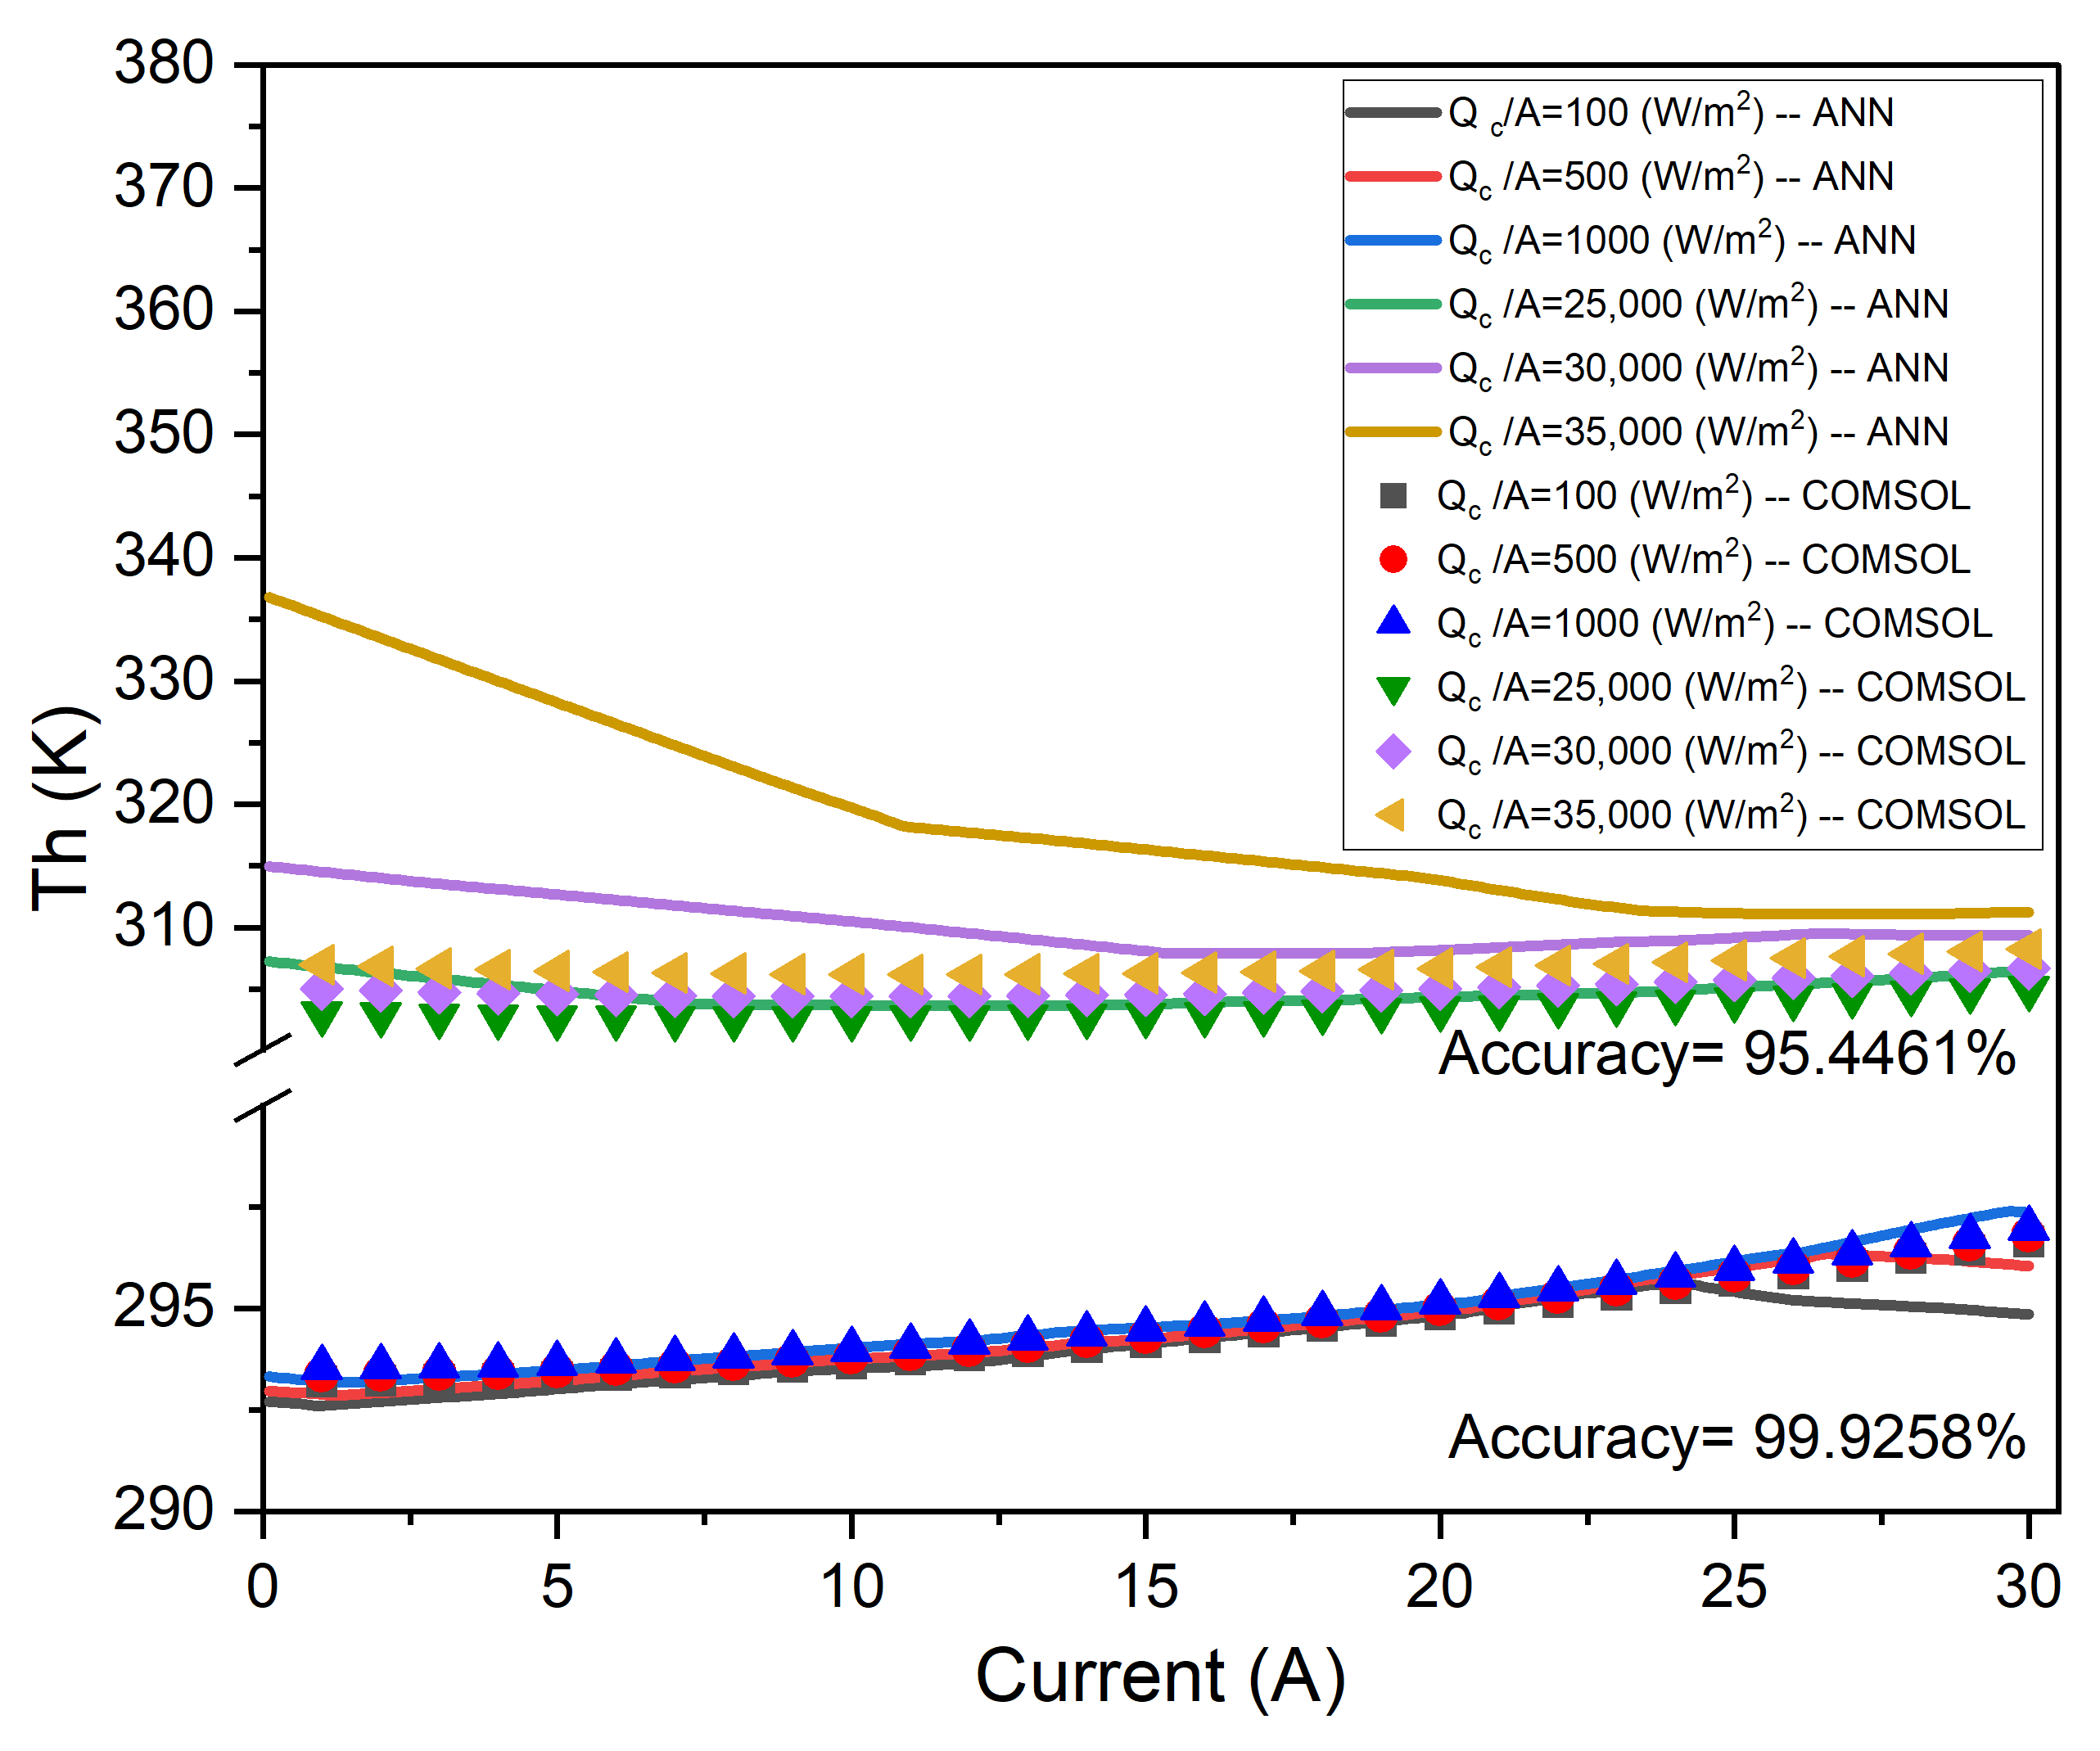 380
370
360
350
340
330
320
310
295
290
Th (K)
Q c/A=100 (W/m²) -- ANN
Qc /A=500 (W/m²) -- ANN
Qc /A=1000 (W/m²) -- ANN
Qc /A=25,000 (W/m²) -- ANN
Qc /A=30,000 (W/m²) -- ANN
Qc /A=35,000 (W/m²) -- ANN
Qc /A=100 (W/m²) -- COMSOL
Qc /A=500 (W/m²) -- COMSOL
Qc /A=1000 (W/m²) -- COMSOL
Qc /A=25,000 (W/m²) -- COMSOL
Qc /A=30,000 (W/m²) -- COMSOL
Qc /A=35,000 (W/m²) -- COMSOL
Accuracy= 95.4461%
Accuracy= 99.9258%
0 5 10 15 20 25 30
Current (A)